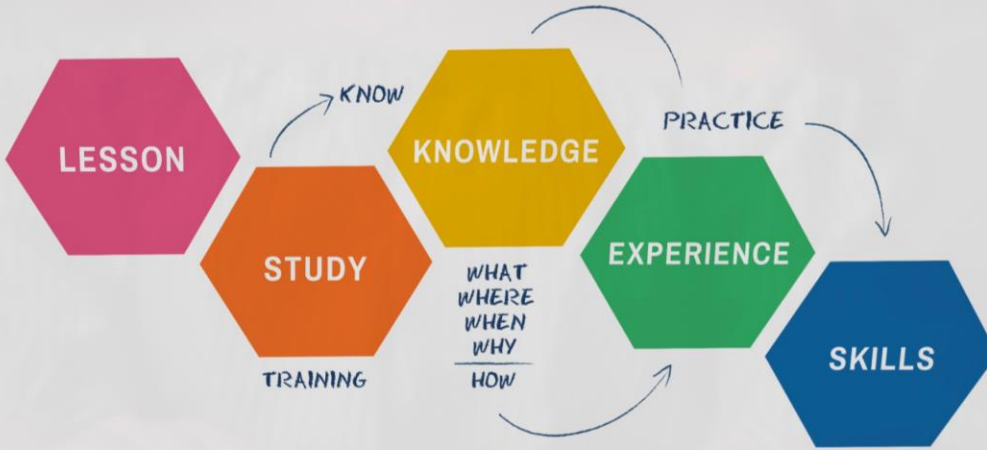 LESSON
STUDY
TRAINING
KNOW
KNOWLEDGE
WHAT
WHERE
WHEN
WHY
HOW
PRACTICE
EXPERIENCE
SKILLS